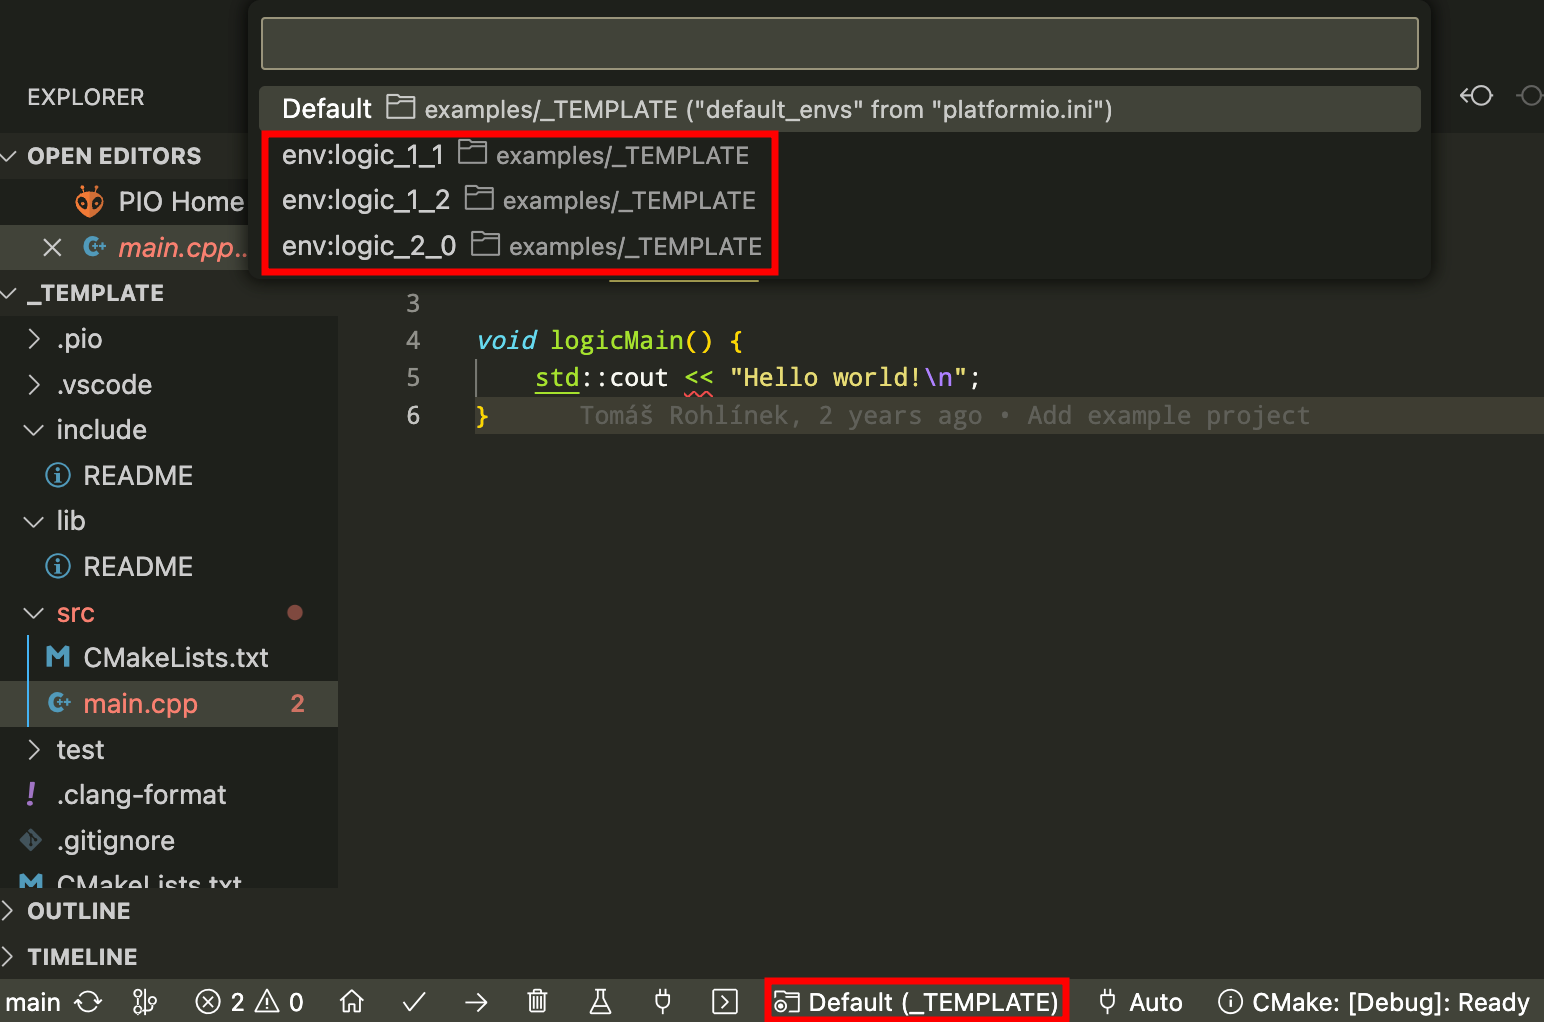 Default examples/_TEMPLATE ("default_envs" from "platformio.ini")
env:logic_1_1 examples/_TEMPLATE
env:logic_1_2 examples/_TEMPLATE
env:logic_2_0 examples/_TEMPLATE
EXPLORER
OPEN EDITORS
PIO Home
main.cpp..
_TEMPLATE
.pio
.vscode
include
README
lib
README
src
CMakeLists.txt
main.cpp 2
test
.clang-format
.gitignore
CMakeLists.txt
OUTLINE
TIMELINE
3
4 void logicMain() {
5 std::cout << "Hello world!\n";
6 } Tomáš Rohlínek, 2 years ago • Add example project
main 2 0 Default (_TEMPLATE) Auto CMake: [Debug]: Ready